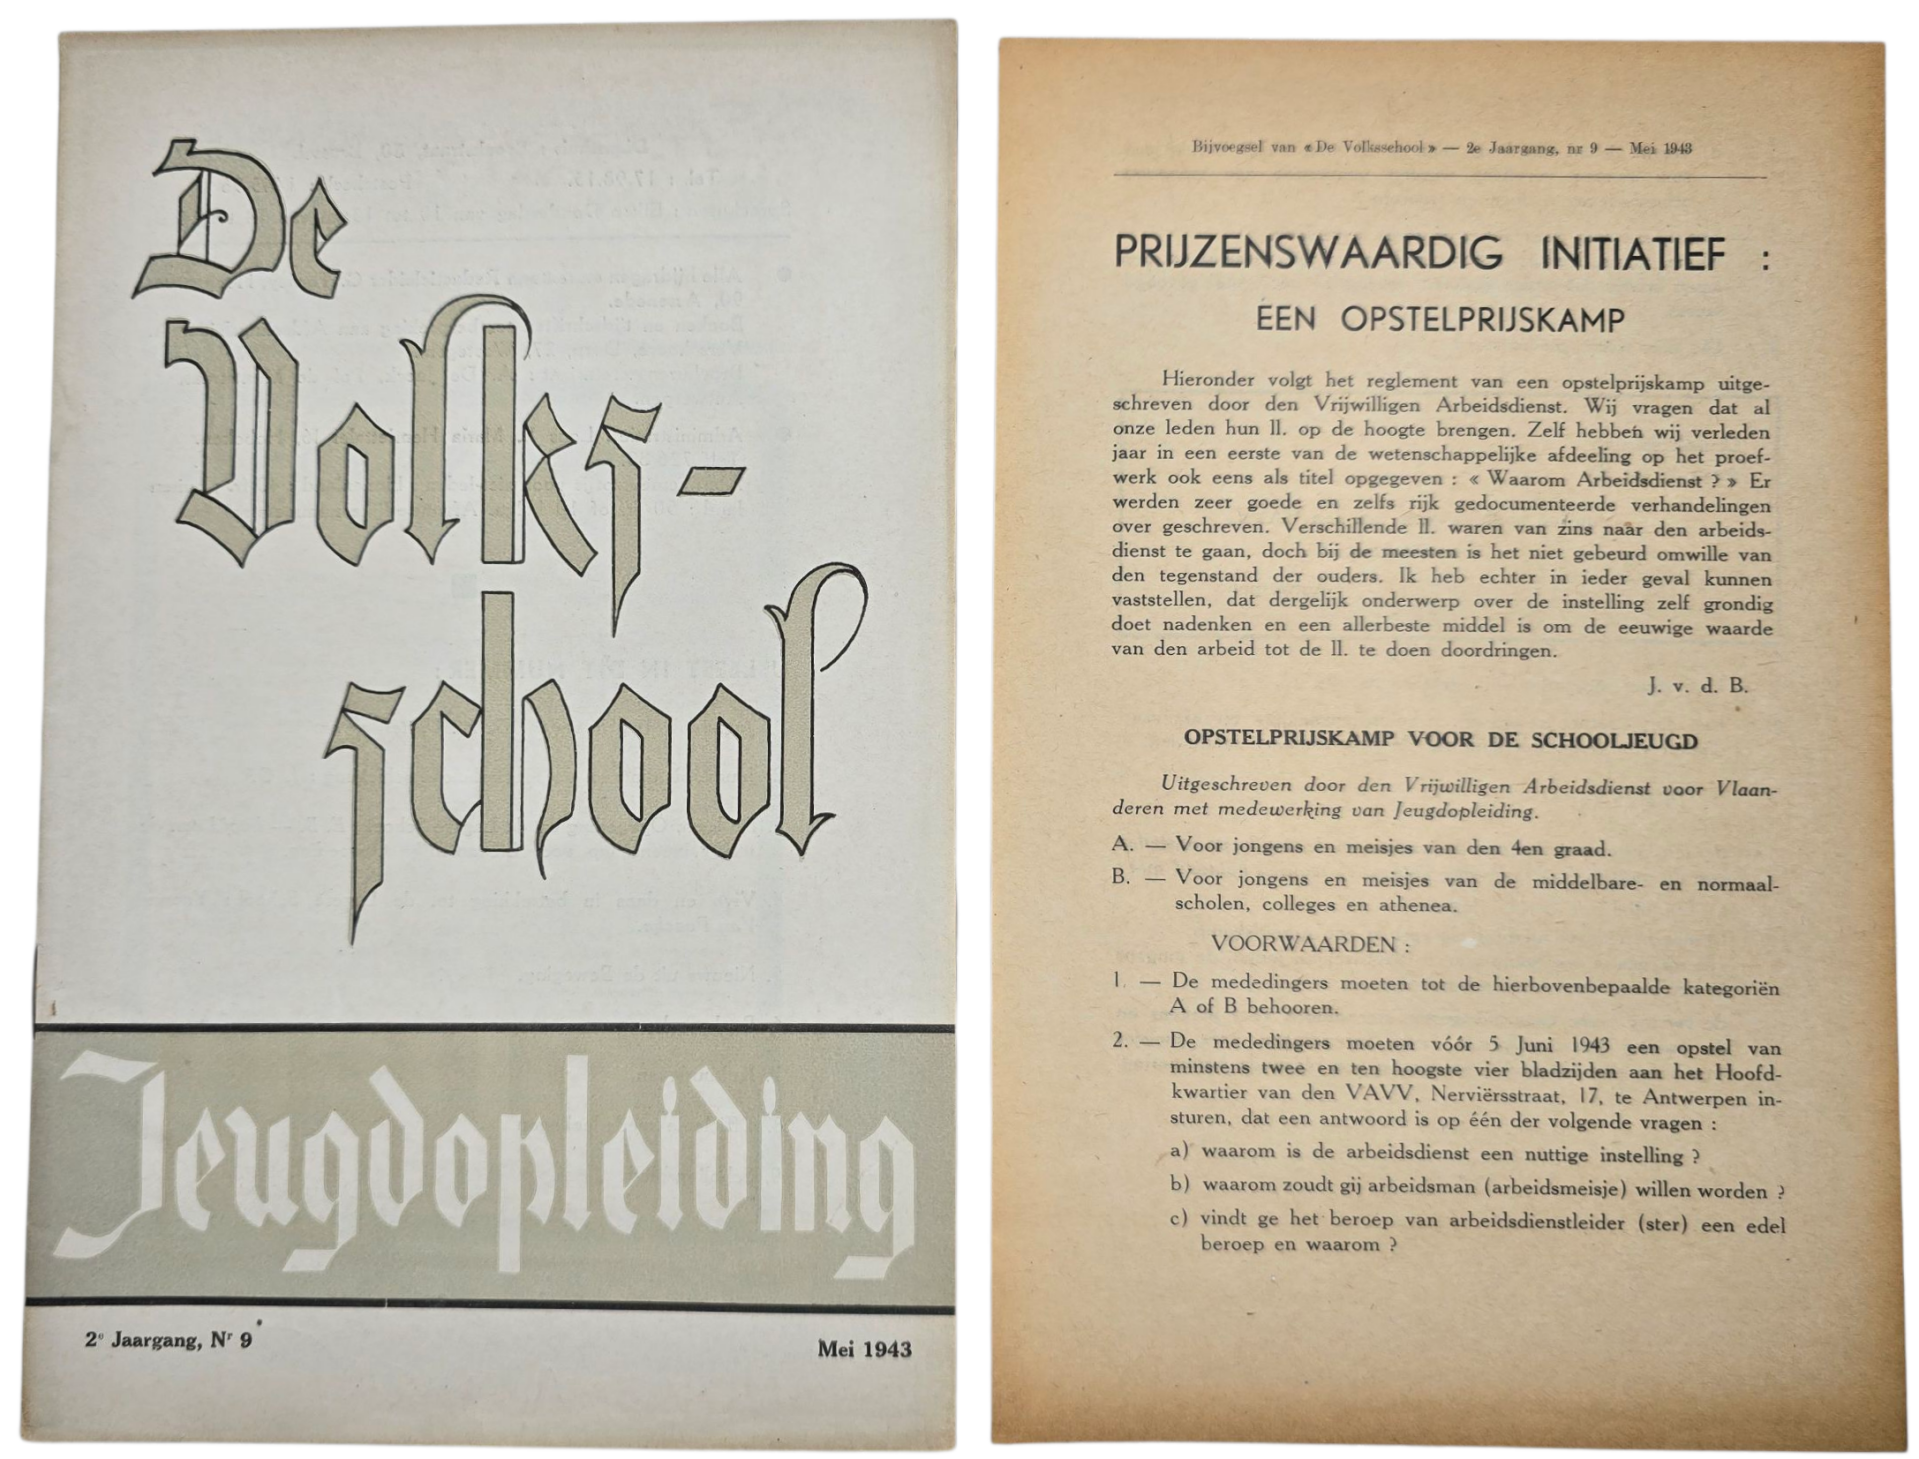 De
Volks-
school
Jeugdopleiding
2e Jaargang, Nr 9
Mei 1943
Bijvoegsel van « De Volksschool » — 2e Jaargang, nr 9 — Mei 1943
PRIJZENSWAARDIG INITIATIEF :
EEN OPSTELPRIJSKAMP
Hieronder volgt het reglement van een opstelprijskamp uitge-
schreven door den Vrijwilligen Arbeidsdienst. Wij vragen dat al
onze leden hun ll. op de hoogte brengen. Zelf hebben wij verleden
jaar in een eerste van de wetenschappelijke afdeeling op het proef-
werk ook eens als titel opgegeven : « Waarom Arbeidsdienst ? » Er
werden zeer goede en zelfs rijk gedocumenteerde verhandelingen
over geschreven. Verschillende ll. waren van zins naar den arbeids-
dienst te gaan, doch bij de meesten is het niet gebeurd omwille van
den tegenstand der ouders. Ik heb echter in ieder geval kunnen
vaststellen, dat dergelijk onderwerp over de instelling zelf grondig
doet nadenken en een allerbeste middel is om de eeuwige waarde
van den arbeid tot de ll. te doen doordringen.
J. v. d. B.
OPSTELPRIJSKAMP VOOR DE SCHOOLJEUGD
Uitgeschreven door den Vrijwilligen Arbeidsdienst voor Vlaan-
deren met medewerking van Jeugdopleiding.
A. — Voor jongens en meisjes van den 4en graad.
B. — Voor jongens en meisjes van de middelbare- en normaal-
scholen, colleges en athenea.
VOORWAARDEN :
1. — De mededingers moeten tot de hierbovenbepaalde kategoriën
A of B behooren.
2. — De mededingers moeten vóór 5 Juni 1943 een opstel van
minstens twee en ten hoogste vier bladzijden aan het Hoofd-
kwartier van den VAVV, Nerviërsstraat, 17, te Antwerpen in-
sturen, dat een antwoord is op één der volgende vragen :
a) waarom is de arbeidsdienst een nuttige instelling ?
b) waarom zoudt gij arbeidsman (arbeidsmeisje) willen worden ?
c) vindt ge het beroep van arbeidsdienstleider (ster) een edel
beroep en waarom ?